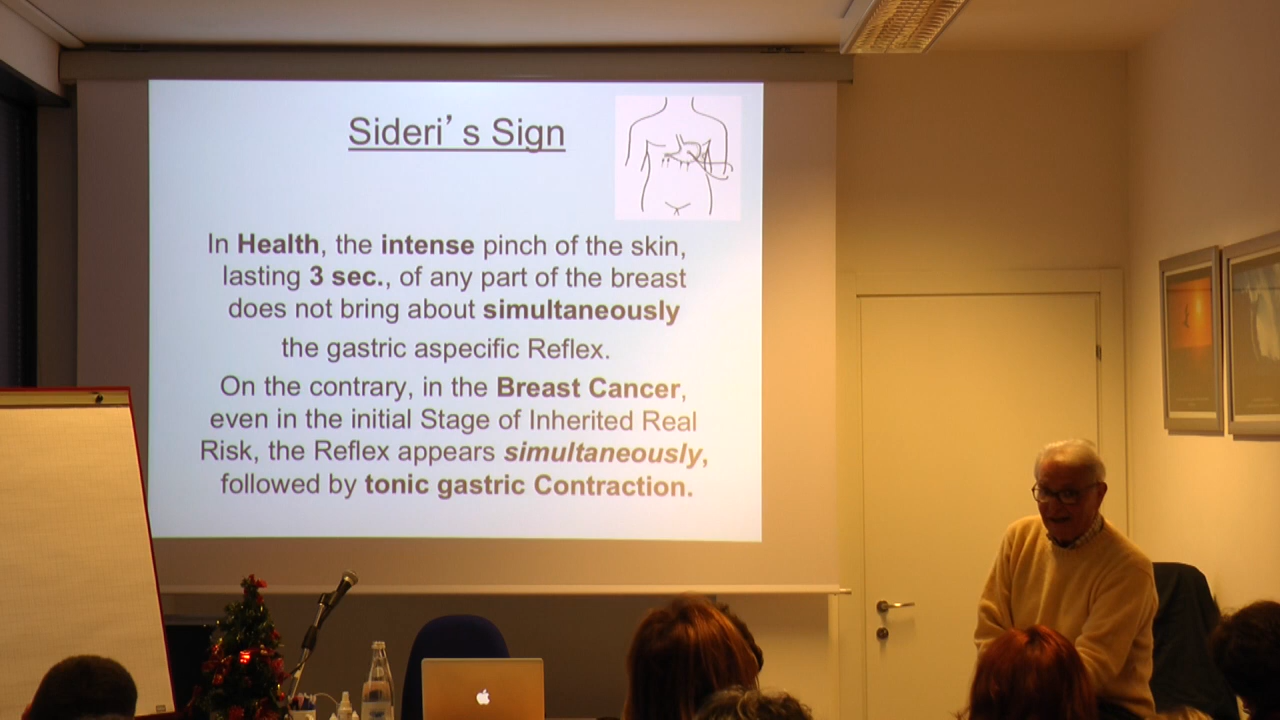 Sideri’s Sign
In Health, the intense pinch of the skin,
lasting 3 sec., of any part of the breast
does not bring about simultaneously
the gastric aspecific Reflex.
On the contrary, in the Breast Cancer,
even in the initial Stage of Inherited Real
Risk, the Reflex appears simultaneously,
followed by tonic gastric Contraction.